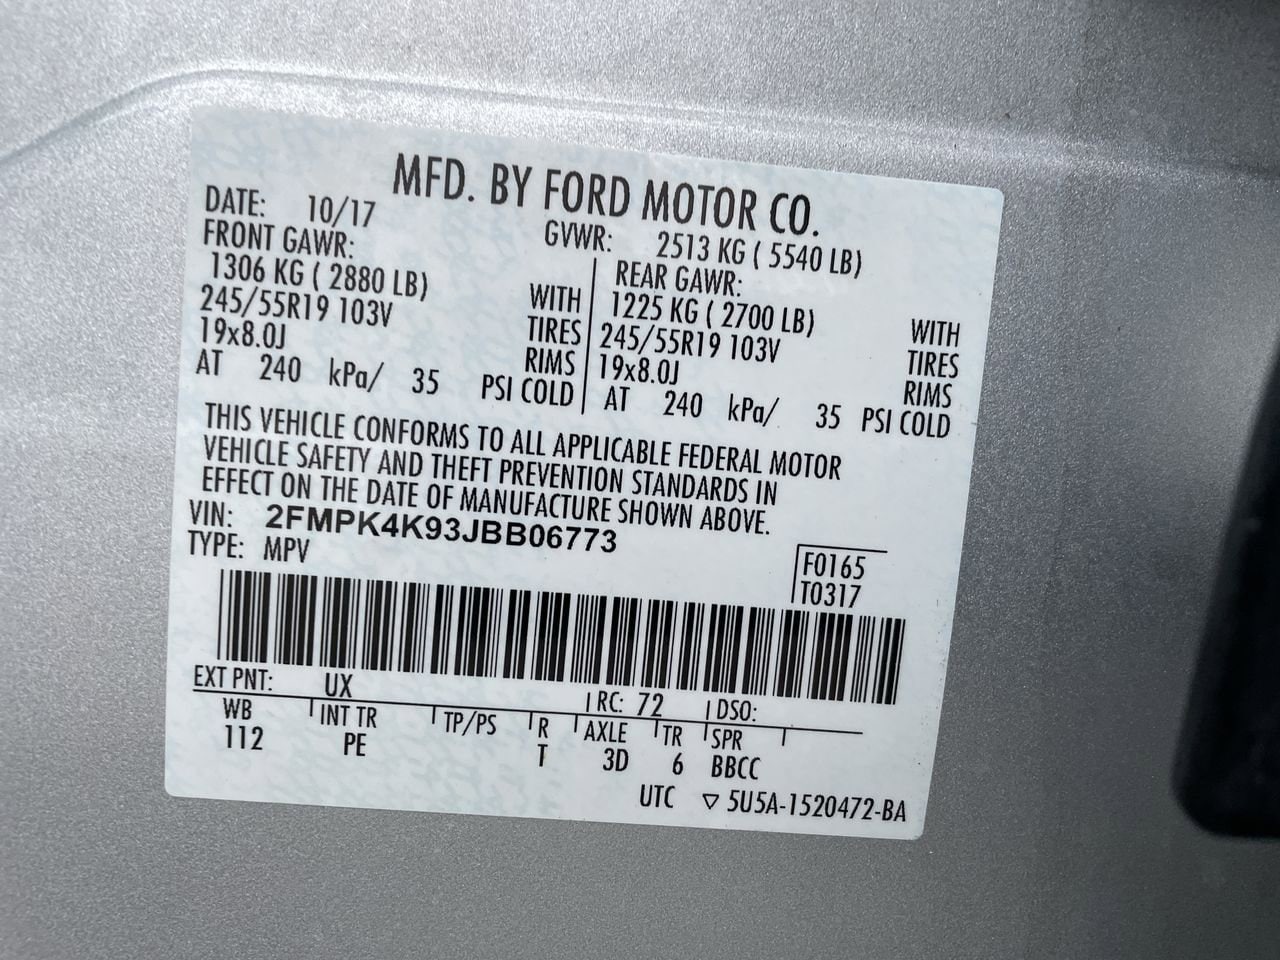 MFD. BY FORD MOTOR CO.
DATE: 10/17
GVWR: 2513 KG ( 5540 LB)
FRONT GAWR:
1306 KG ( 2880 LB) WITH
245/55R19 103V TIRES
19x8.0J RIMS
AT 240 kPa/ 35 PSI COLD
REAR GAWR:
1225 KG ( 2700 LB) WITH
245/55R19 103V TIRES
19x8.0J RIMS
AT 240 kPa/ 35 PSI COLD
THIS VEHICLE CONFORMS TO ALL APPLICABLE FEDERAL MOTOR
VEHICLE SAFETY AND THEFT PREVENTION STANDARDS IN
EFFECT ON THE DATE OF MANUFACTURE SHOWN ABOVE.
VIN: 2FMPK4K93JBB06773
TYPE: MPV
F0165
T0317
EXT PNT: UX RC: 72 DSO:
WB INT TR TP/PS R AXLE TR SPR
112 PE T 3D 6 BBCC
UTC ▽ 5U5A-1520472-BA